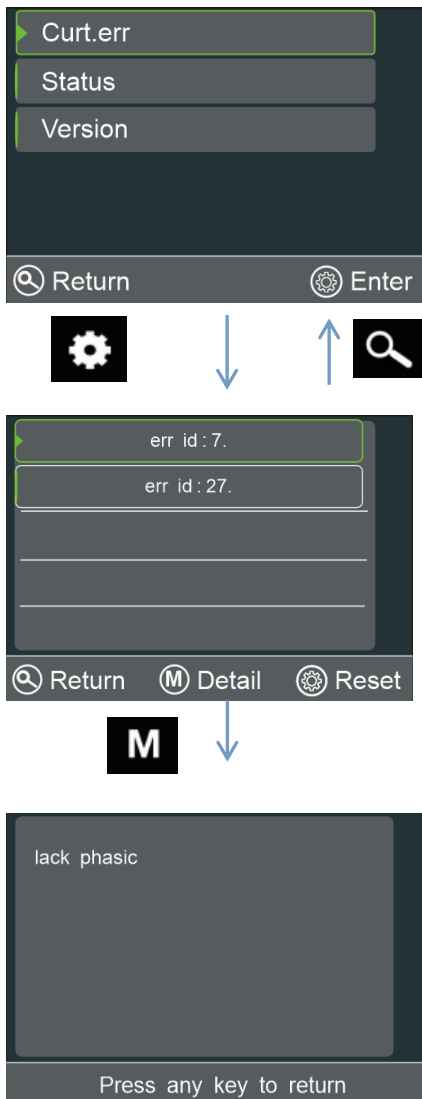 Curt.err
Status
Version
Return Enter
err id : 7.
err id : 27.
Return M Detail Reset
M
lack phasic
Press any key to return